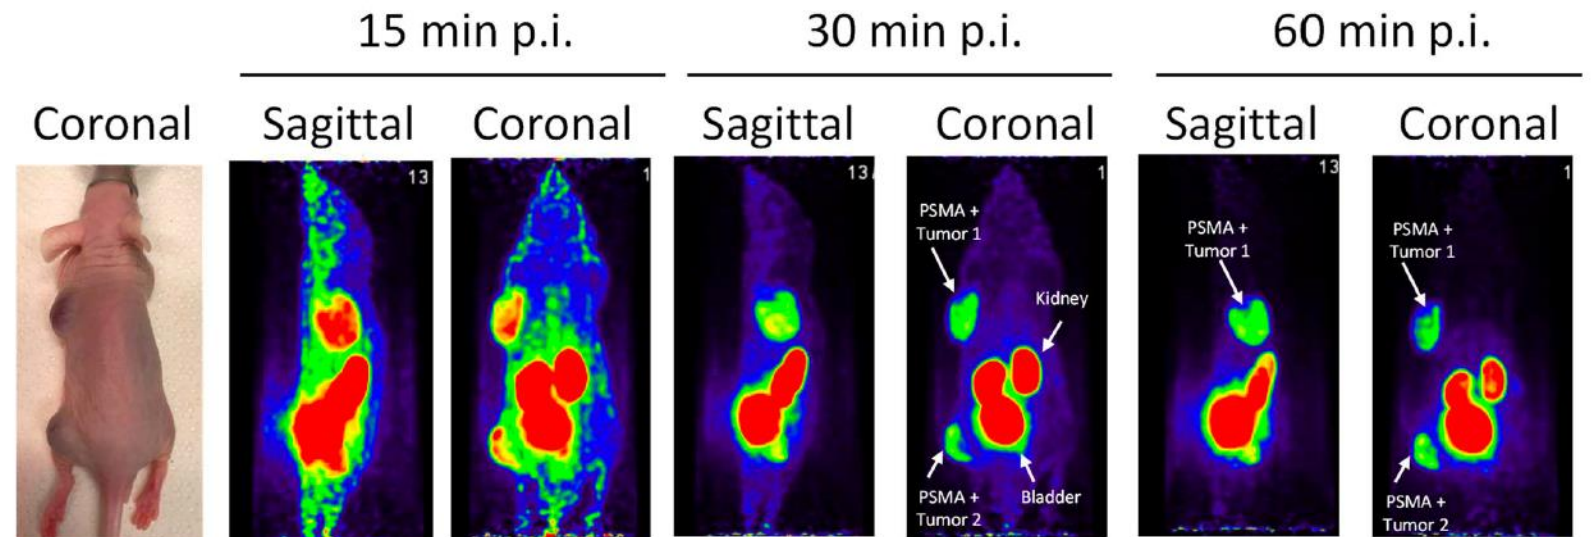 15 min p.i.
30 min p.i.
60 min p.i.
Coronal
Sagittal
Coronal
Sagittal
Coronal
Sagittal
Coronal
13
1
13
1
13
1
PSMA +
Tumor 1
Kidney
PSMA +
Tumor 2
Bladder
PSMA +
Tumor 1
PSMA +
Tumor 1
PSMA +
Tumor 2